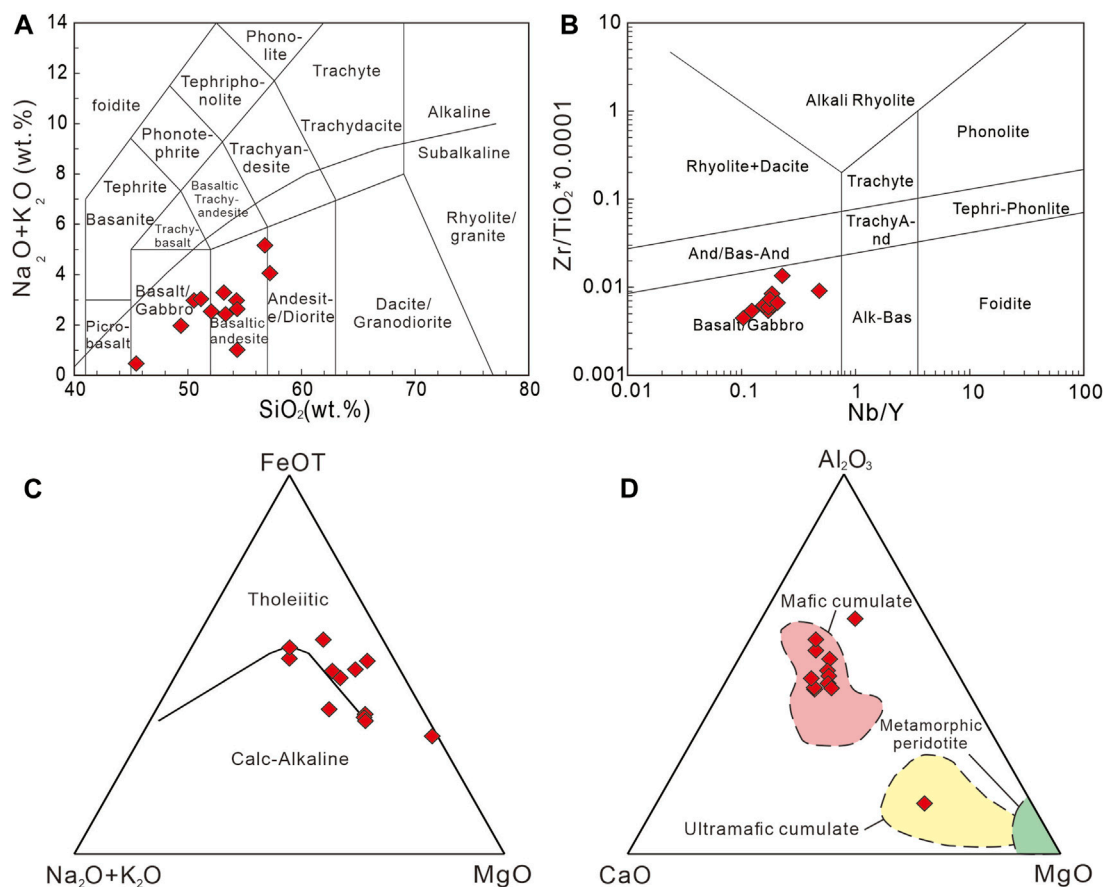 A
Na₂O+K₂O (wt.%)
14
12
10
8
6
4
2
0
40
50
60
70
80
SiO₂(wt.%)
foidite
Phono-
lite
Tephripho-
nolite
Trachyte
Phonote-
phrite
Trachydacite
Alkaline
Subalkaline
Trachyan-
desite
Tephrite
Basanite
Basaltic
Trachy-
andesite
Trachy-
basalt
Rhyolite/
granite
Picro-
basalt
Basalt/
Gabbro
Basaltic
andesite
Andesit-
e/Diorite
Dacite/
Granodiorite
B
Zr/TiO₂*0.0001
10
1
0.1
0.01
0.001
0.01
0.1
1
10
100
Nb/Y
Alkali Rhyolite
Phonolite
Rhyolite+Dacite
Trachyte
Tephri-Phonlite
TrachyA-
nd
And/Bas-And
Basalt/Gabbro
Alk-Bas
Foidite
C
FeOT
Tholeiitic
Calc-Alkaline
Na₂O+K₂O
MgO
D
Al₂O₃
Mafic cumulate
Metamorphic
peridotite
Ultramafic cumulate
CaO
MgO